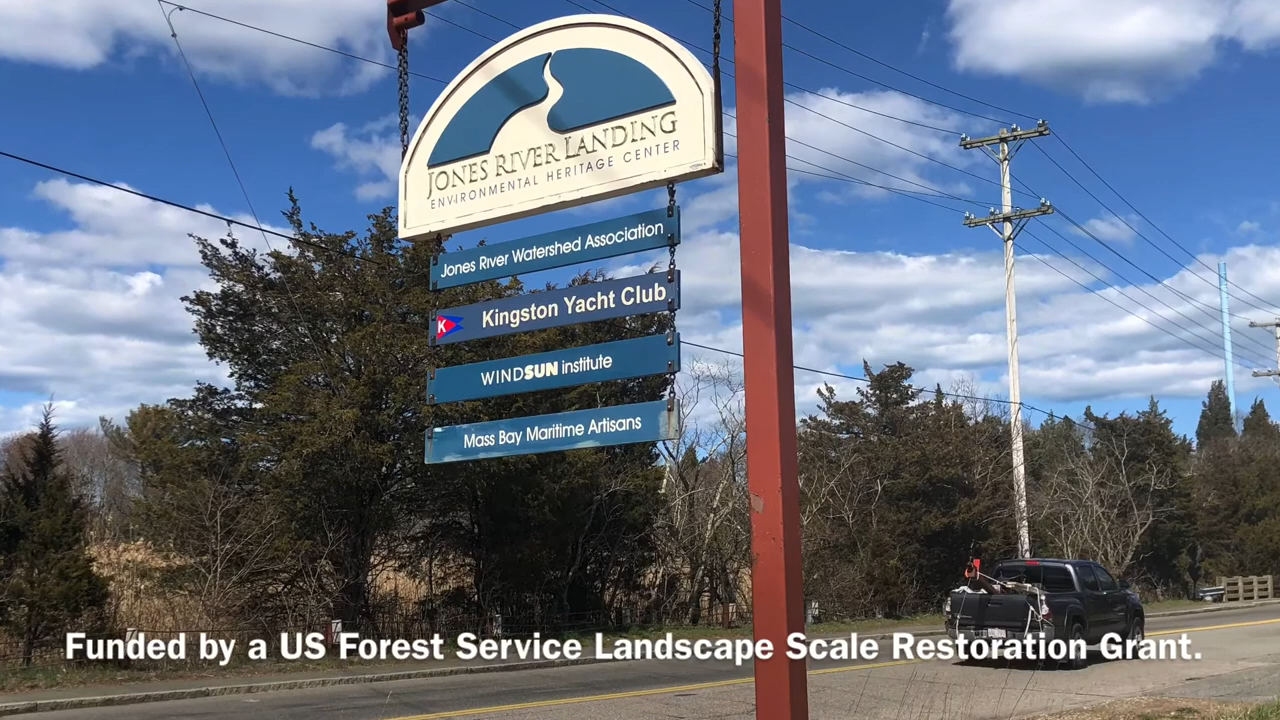 JONES RIVER LANDING
ENVIRONMENTAL HERITAGE CENTER
Jones River Watershed Association
K Kingston Yacht Club
WINDSUN institute
Mass Bay Maritime Artisans
Funded by a US Forest Service Landscape Scale Restoration Grant.